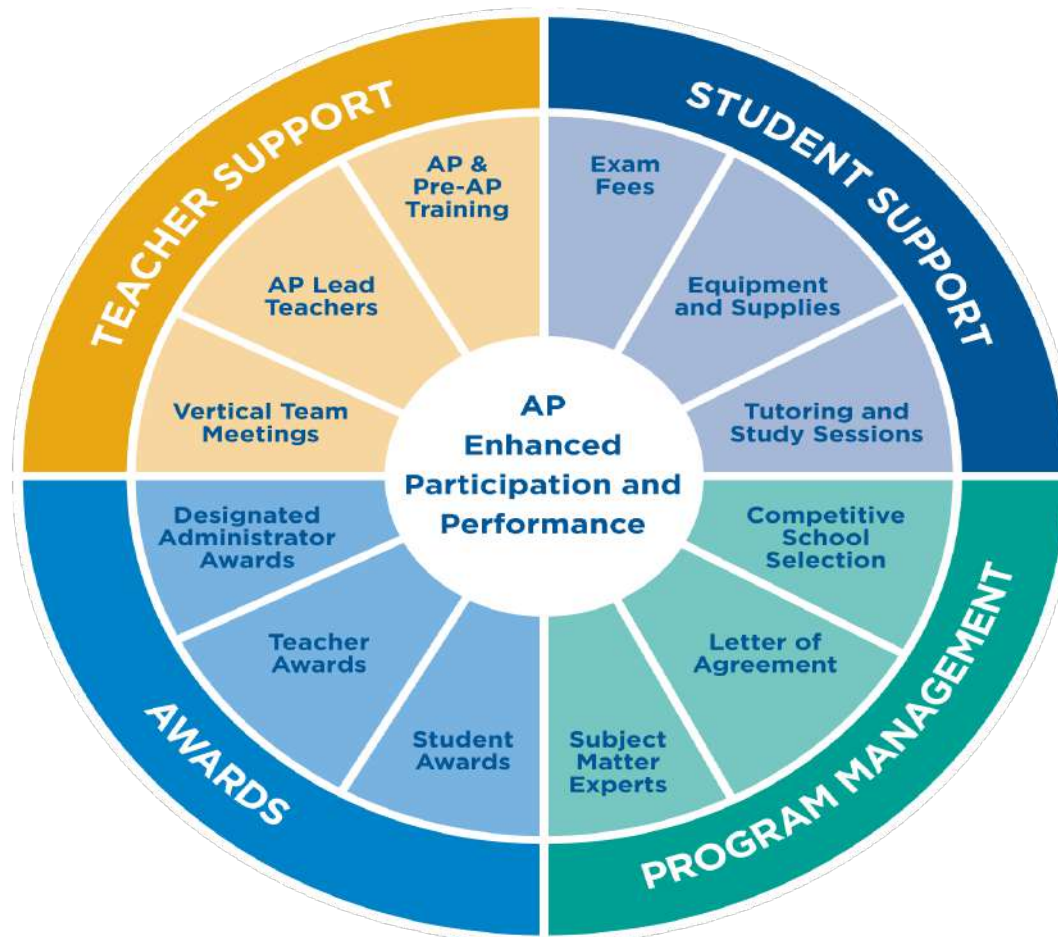 TEACHER SUPPORT
AP &
Pre-AP
Training
AP Lead
Teachers
Vertical Team
Meetings
STUDENT SUPPORT
Exam
Fees
Equipment
and Supplies
Tutoring and
Study Sessions
AP
Enhanced
Participation and
Performance
AWARDS
Designated
Administrator
Awards
Teacher
Awards
Student
Awards
PROGRAM MANAGEMENT
Competitive
School
Selection
Letter of
Agreement
Subject
Matter
Experts